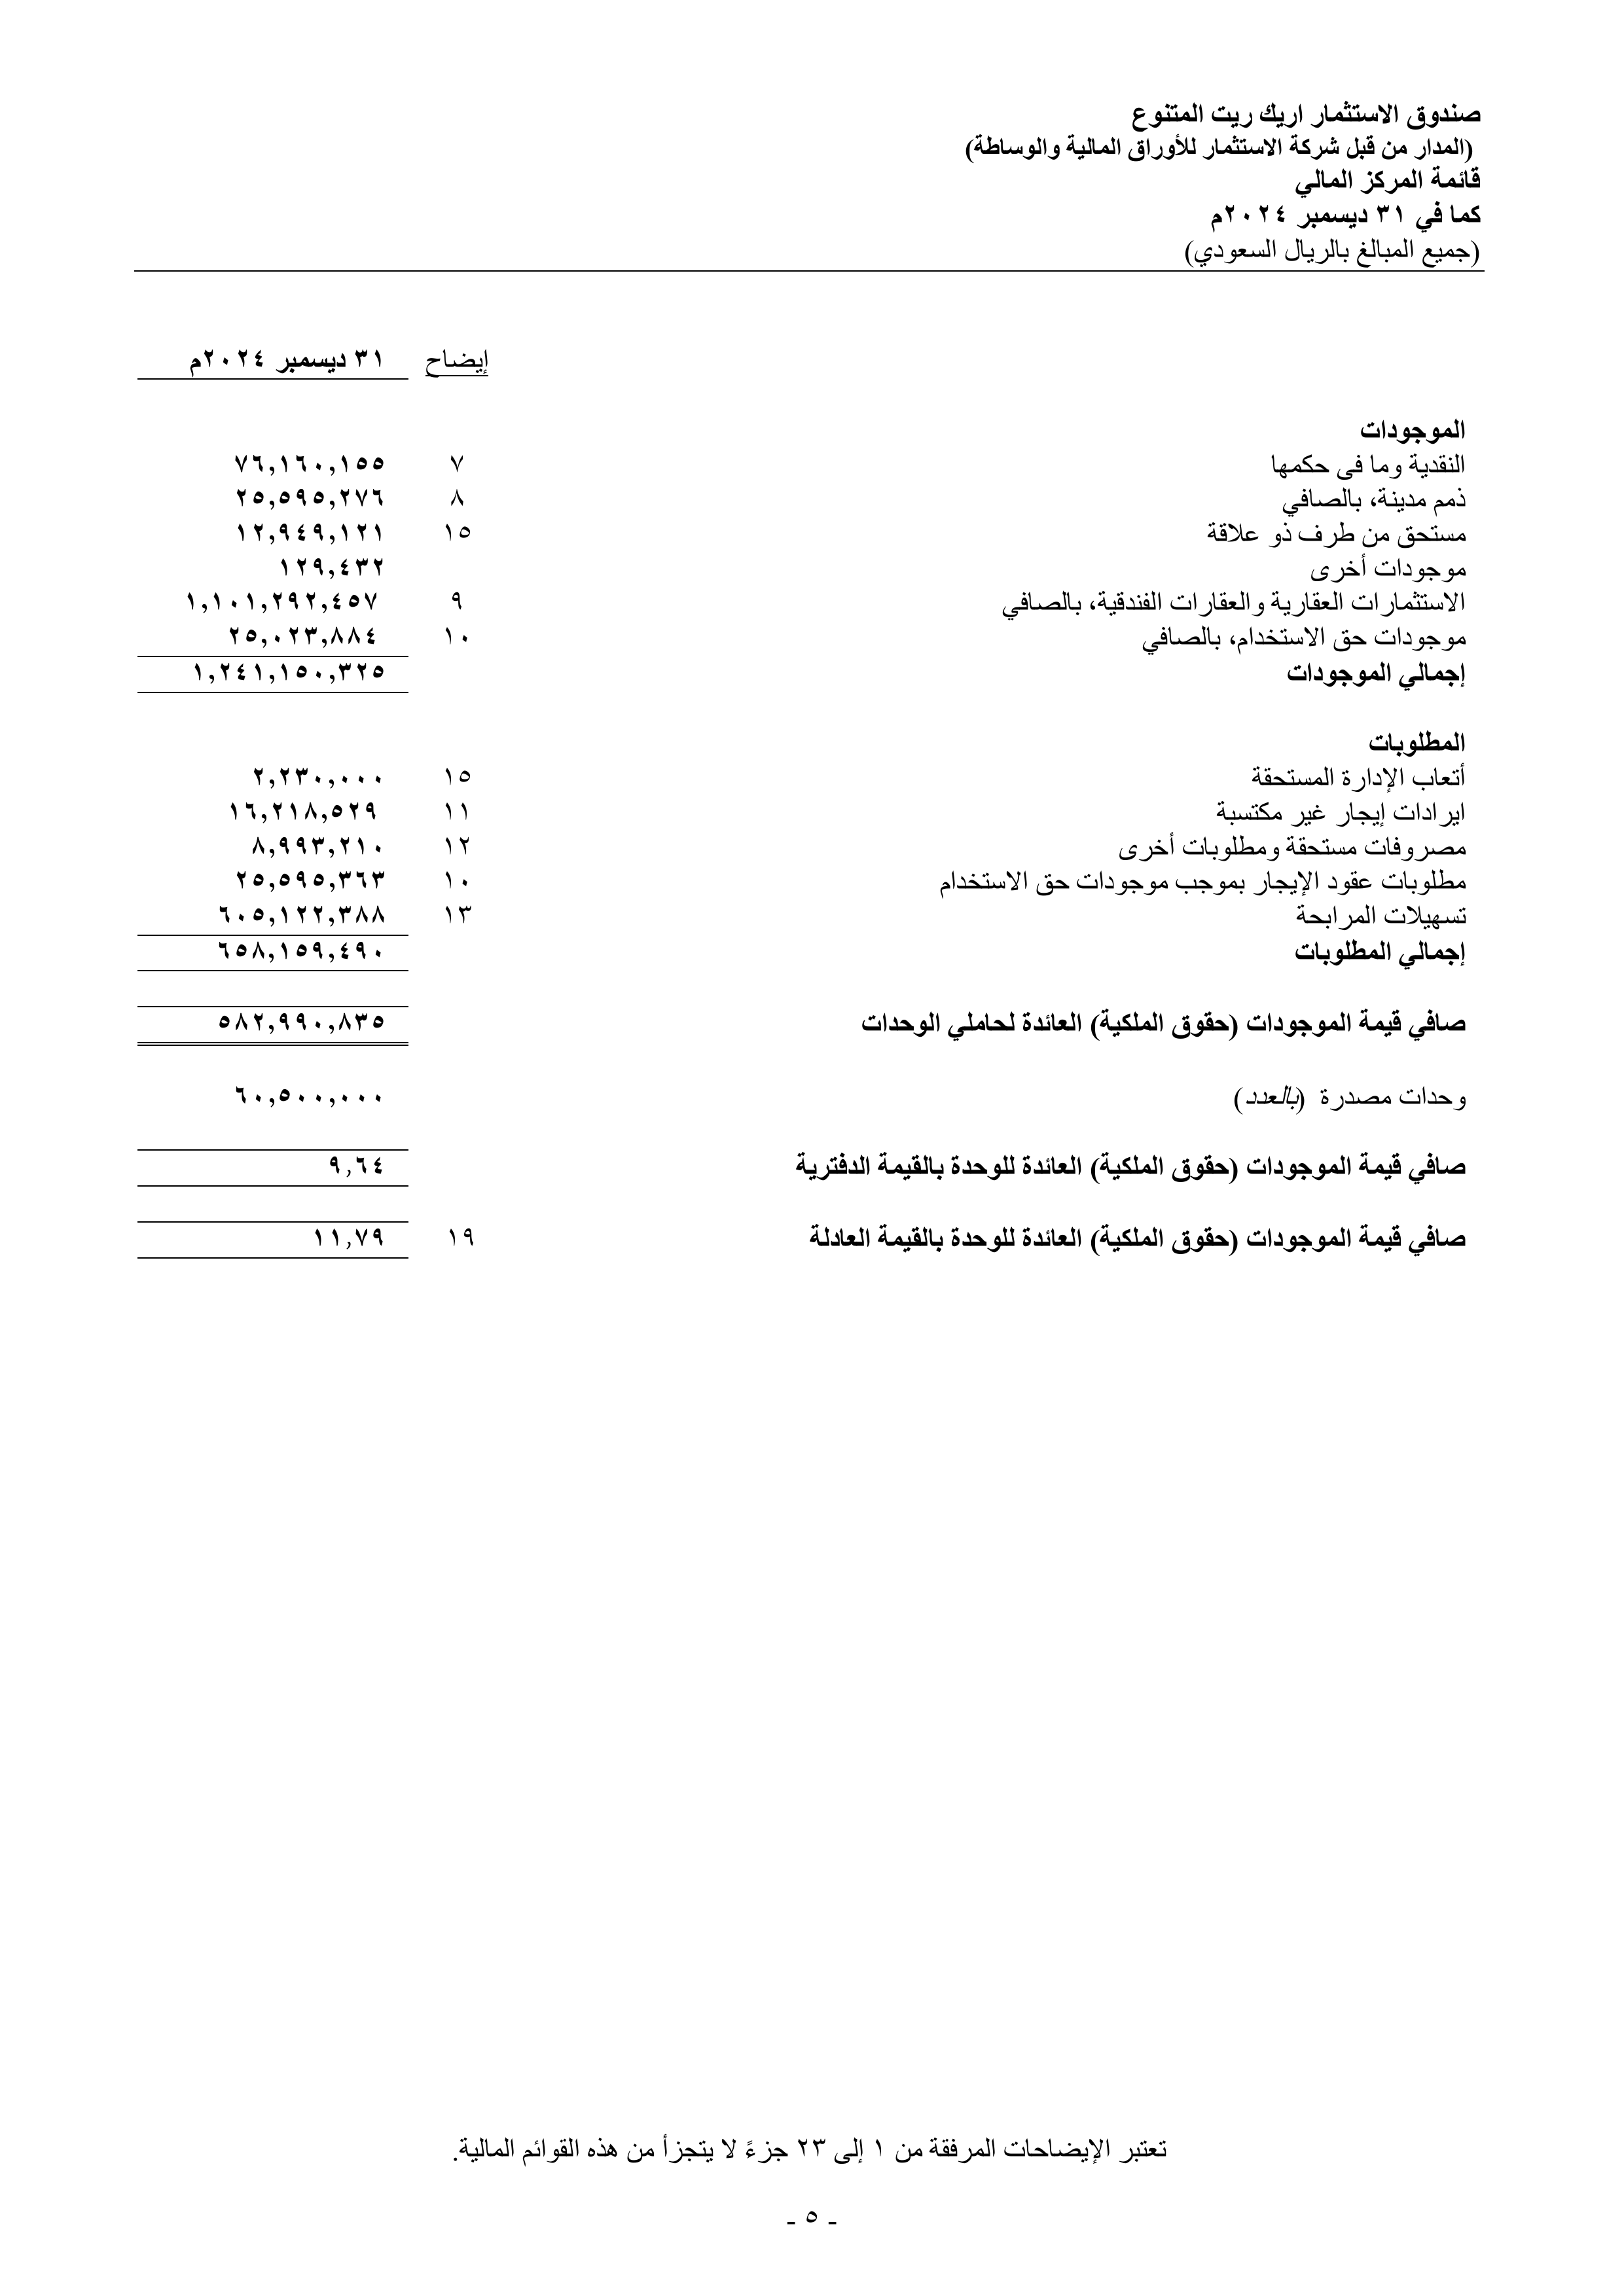 صندوق الاستثمار اريك ريت المتنوع
(المدار من قبل شركة الاستثمار للأوراق المالية والوساطة)
قائمة المركز المالي
كما في ٣١ ديسمبر ٢٠٢٤م
(جميع المبالغ بالريال السعودي)
إيضاح ٣١ ديسمبر ٢٠٢٤م
الموجودات
النقدية وما فى حكمها ٧ ٧٦,١٦٠,١٥٥
ذمم مدينة، بالصافي ٨ ٢٥,٥٩٥,٢٧٦
مستحق من طرف ذو علاقة ١٥ ١٢,٩٤٩,١٢١
موجودات أخرى ١٢٩,٤٣٢
الاستثمارات العقارية والعقارات الفندقية، بالصافي ٩ ١,١٠١,٢٩٢,٤٥٧
موجودات حق الاستخدام، بالصافي ١٠ ٢٥,٠٢٣,٨٨٤
إجمالي الموجودات ١,٢٤١,١٥٠,٣٢٥
المطلوبات
أتعاب الإدارة المستحقة ١٥ ٢,٢٣٠,٠٠٠
ايرادات إيجار غير مكتسبة ١١ ١٦,٢١٨,٥٢٩
مصروفات مستحقة ومطلوبات أخرى ١٢ ٨,٩٩٣,٢١٠
مطلوبات عقود الإيجار بموجب موجودات حق الاستخدام ١٠ ٢٥,٥٩٥,٣٦٣
تسهيلات المرابحة ١٣ ٦٠٥,١٢٢,٣٨٨
إجمالي المطلوبات ٦٥٨,١٥٩,٤٩٠
صافي قيمة الموجودات (حقوق الملكية) العائدة لحاملي الوحدات ٥٨٢,٩٩٠,٨٣٥
وحدات مصدرة (بالعدد) ٦٠,٥٠٠,٠٠٠
صافي قيمة الموجودات (حقوق الملكية) العائدة للوحدة بالقيمة الدفترية ٩,٦٤
صافي قيمة الموجودات (حقوق الملكية) العائدة للوحدة بالقيمة العادلة ١٩ ١١,٧٩
تعتبر الإيضاحات المرفقة من ١ إلى ٢٣ جزءً لا يتجزأ من هذه القوائم المالية.
- ٥ -